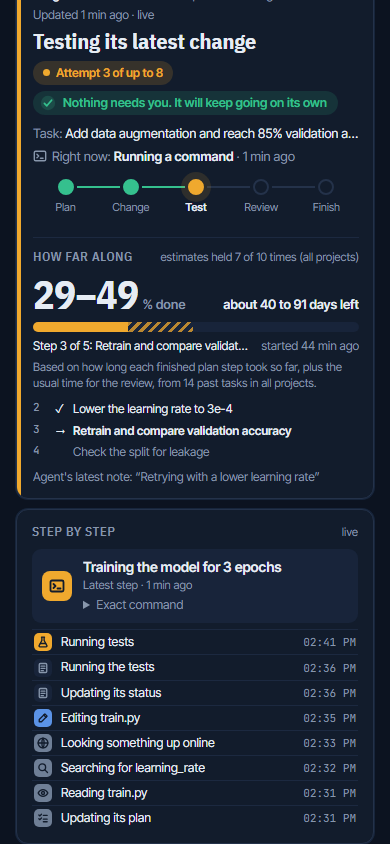 Updated 1 min ago · live
Testing its latest change
Attempt 3 of up to 8
Nothing needs you. It will keep going on its own
Task: Add data augmentation and reach 85% validation a...
Right now: Running a command · 1 min ago
Plan Change Test Review Finish
HOW FAR ALONG estimates held 7 of 10 times (all projects)
29–49 % done about 40 to 91 days left
Step 3 of 5: Retrain and compare validat... started 44 min ago
Based on how long each finished plan step took so far, plus the
usual time for the review, from 14 past tasks in all projects.
2 ✓ Lower the learning rate to 3e-4
3 → Retrain and compare validation accuracy
4 Check the split for leakage
Agent's latest note: “Retrying with a lower learning rate”
STEP BY STEP live
Training the model for 3 epochs
Latest step · 1 min ago
▶ Exact command
Running tests 02:41 PM
Running the tests 02:36 PM
Updating its status 02:36 PM
Editing train.py 02:35 PM
Looking something up online 02:33 PM
Searching for learning_rate 02:32 PM
Reading train.py 02:31 PM
Updating its plan 02:31 PM